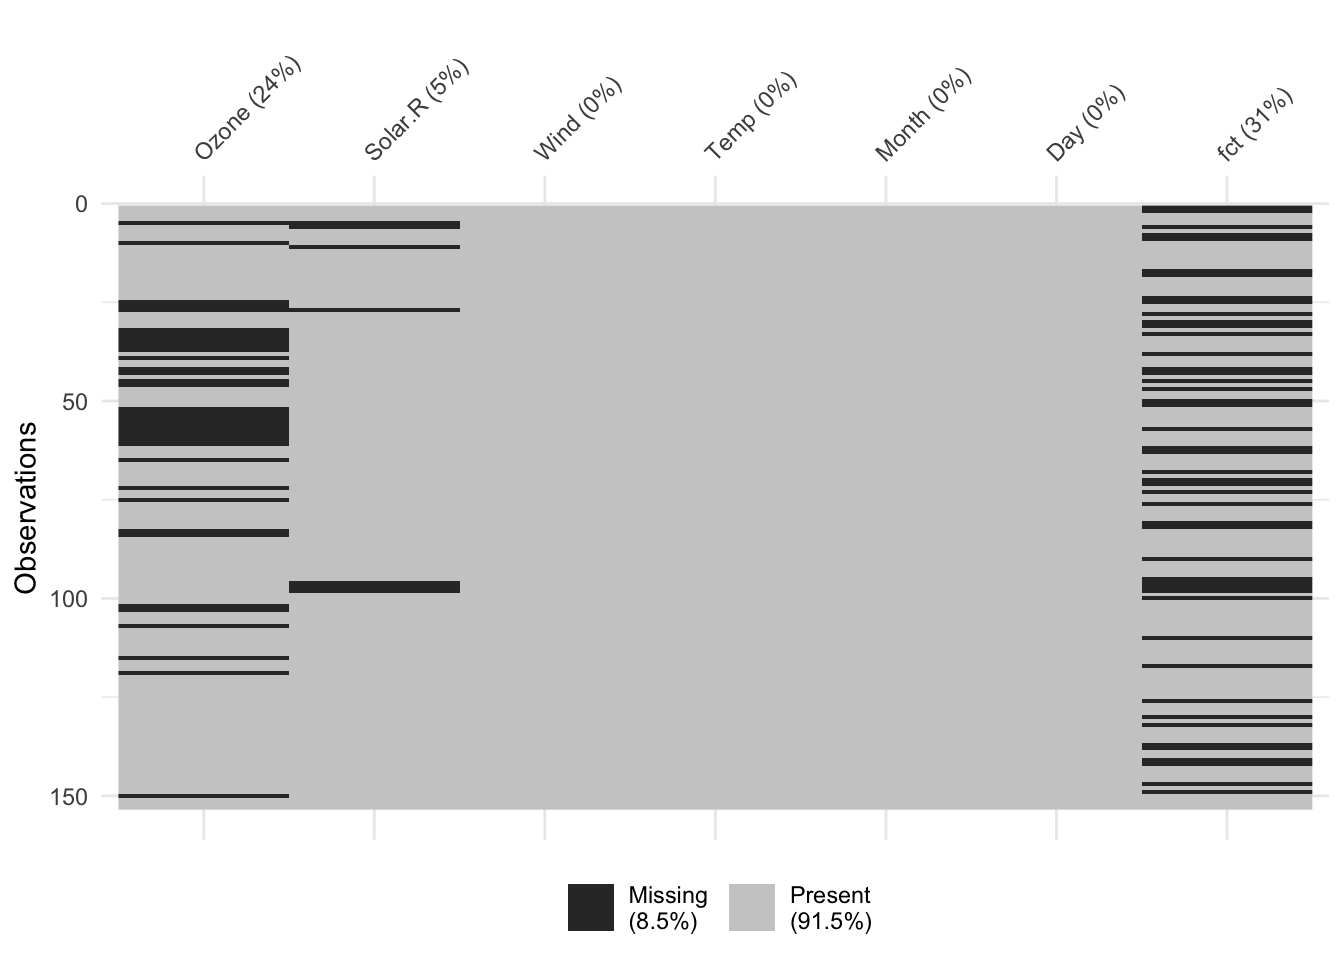 Ozone (24%)
Solar.R (5%)
Wind (0%)
Temp (0%)
Month (0%)
Day (0%)
fct (31%)
0
50
100
150
Observations
Missing
(8.5%)
Present
(91.5%)